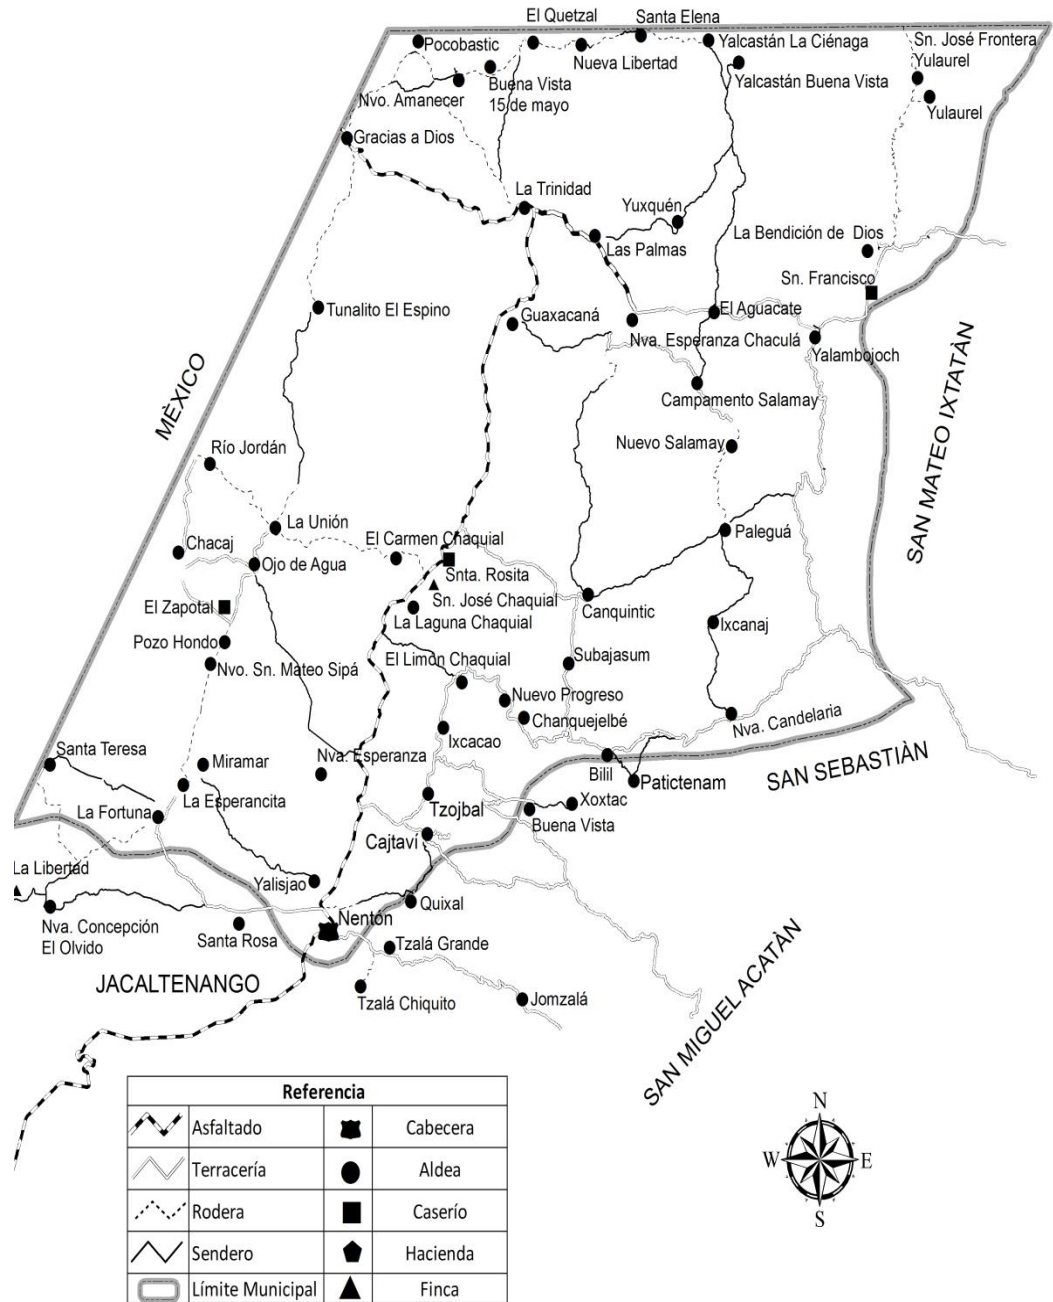 El Quetzal
Santa Elena
Pocobastic
Nueva Libertad
Yalcastán La Ciénaga
Sn. José Frontera
Yulaurel
Buena Vista
15 de mayo
Yalcastán Buena Vista
Nvo. Amanecer
Yulaurel
Gracias a Dios
La Trinidad
Yuxquén
Las Palmas
La Bendición de Dios
Sn. Francisco
Tunalito El Espino
Guaxacaná
El Aguacate
Nva. Esperanza Chaculá
Yalambojoch
MÈXICO
Campamento Salamay
SAN MATEO IXTATÀN
Río Jordán
Nuevo Salamay
La Unión
Paleguá
Chacaj
El Carmen Chaquial
Ojo de Agua
Snta. Rosita
Sn. José Chaquial
Canquintic
El Zapotal
La Laguna Chaquial
Ixcanaj
Pozo Hondo
Nvo. Sn. Mateo Sipá
El Limón Chaquial
Subajasum
Nuevo Progreso
Chanquejelbé
Nva. Candelaria
Ixcacao
Santa Teresa
Miramar
Nva. Esperanza
Bilil
Patictenam
SAN SEBASTIÀN
La Esperancita
La Fortuna
Tzojbal
Xoxtac
Buena Vista
Cajtaví
La Libertad
Yalisjao
Quixal
Nva. Concepción
El Olvido
Santa Rosa
Nentón
Tzalá Grande
JACALTENANGO
Tzalá Chiquito
Jomzalá
SAN MIGUEL ACATÀN
Referencia
Asfaltado
Cabecera
Terracería
Aldea
Rodera
Caserío
Sendero
Hacienda
Límite Municipal
Finca
N
W
E
S